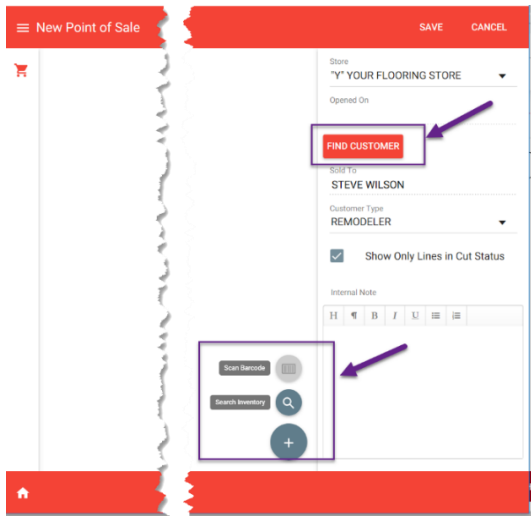 New Point of Sale
SAVE CANCEL
Store
"Y" YOUR FLOORING STORE
Opened On
FIND CUSTOMER
Sold To
STEVE WILSON
Customer Type
REMODELER
Show Only Lines in Cut Status
Internal Note
H ¶ B I U
Scan Barcode
Search Inventory